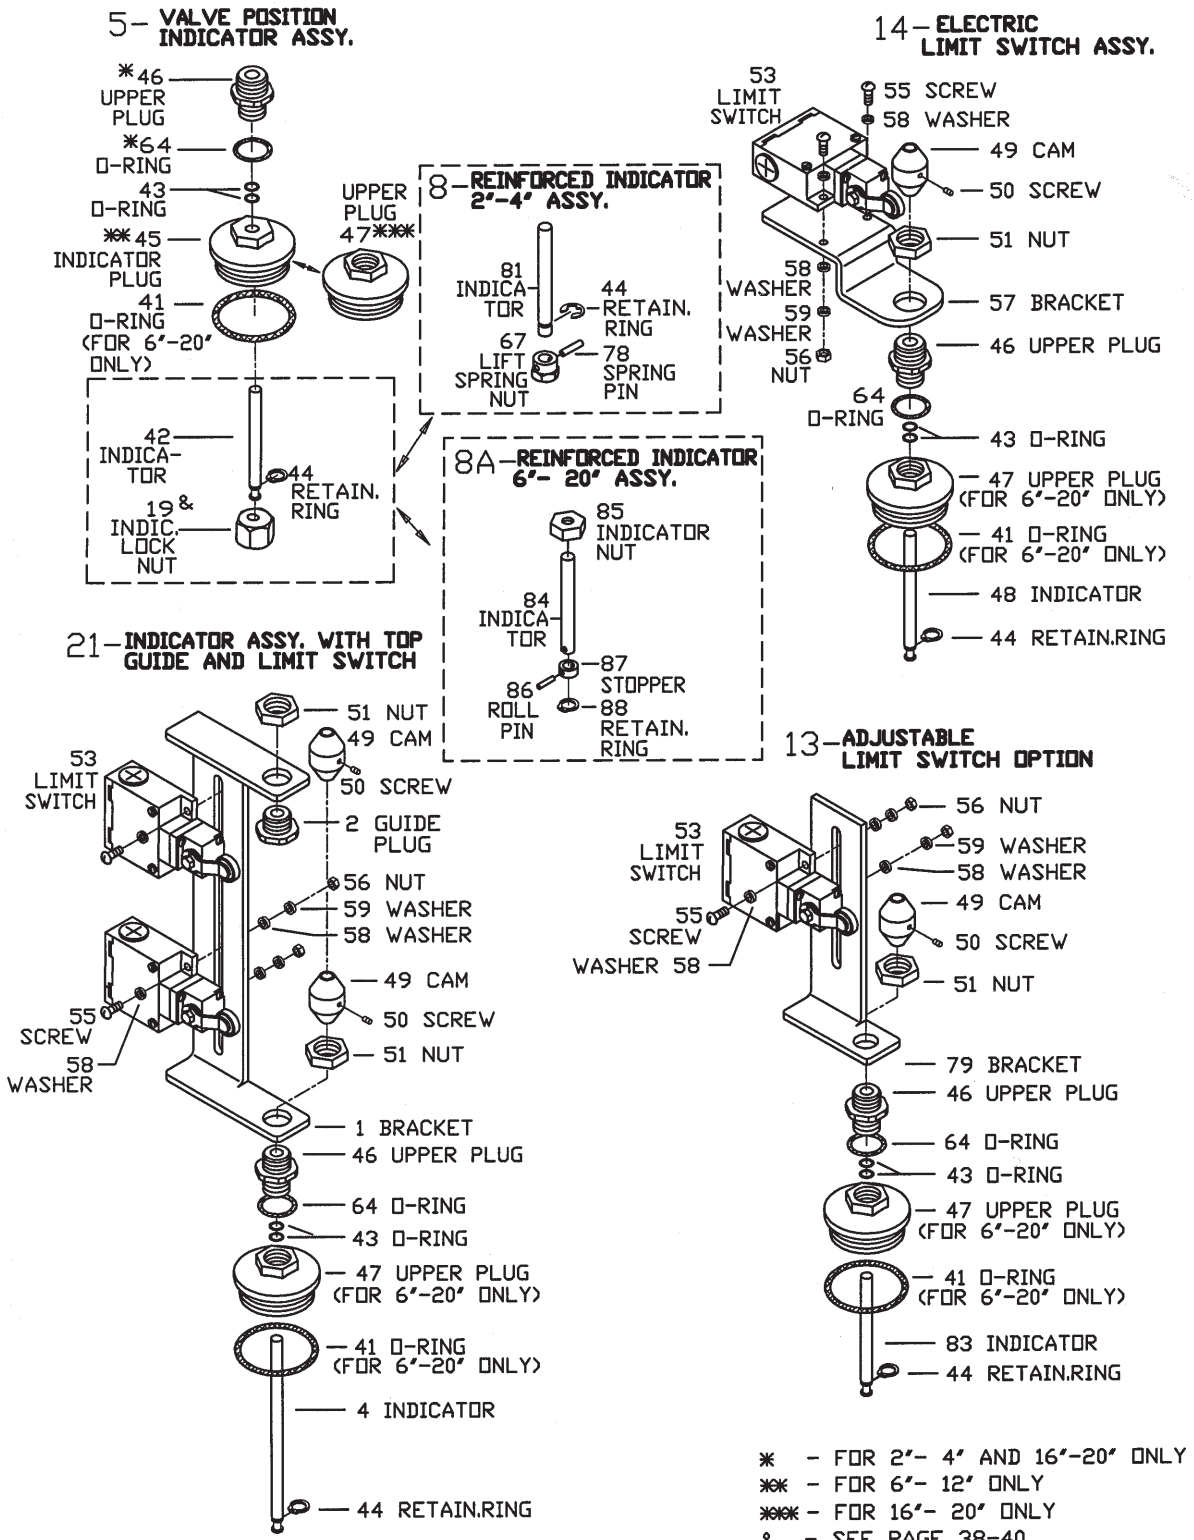 5- VALVE POSITION
INDICATOR ASSY.
*46
UPPER
PLUG
*64
O-RING
43
O-RING
**45
INDICATOR
PLUG
UPPER
PLUG
47***
41
O-RING
(FOR 6"-20"
ONLY)
42
INDICA-
TOR
44
RETAIN.
RING
19&
INDIC.
LOCK
NUT
8-REINFORCED INDICATOR
2"-4" ASSY.
81
INDICA-
TOR
44
RETAIN.
RING
67
LIFT
SPRING
NUT
78
SPRING
PIN
8A-REINFORCED INDICATOR
6"- 20" ASSY.
85
INDICATOR
NUT
84
INDICA-
TOR
87
STOPPER
86
ROLL
PIN
88
RETAIN.
RING
14-ELECTRIC
LIMIT SWITCH ASSY.
53
LIMIT
SWITCH
55 SCREW
58 WASHER
49 CAM
50 SCREW
51 NUT
58
WASHER
59
WASHER
56
NUT
57 BRACKET
46 UPPER PLUG
64
O-RING
43 O-RING
47 UPPER PLUG
(FOR 6"-20" ONLY)
41 O-RING
(FOR 6"-20" ONLY)
48 INDICATOR
44 RETAIN.RING
21-INDICATOR ASSY. WITH TOP
GUIDE AND LIMIT SWITCH
51 NUT
49 CAM
53
LIMIT
SWITCH
50 SCREW
2 GUIDE
PLUG
56 NUT
59 WASHER
58 WASHER
49 CAM
50 SCREW
55
SCREW
51 NUT
58
WASHER
1 BRACKET
46 UPPER PLUG
64 O-RING
43 O-RING
47 UPPER PLUG
(FOR 6"-20" ONLY)
41 O-RING
(FOR 6"-20" ONLY)
4 INDICATOR
44 RETAIN.RING
13-ADJUSTABLE
LIMIT SWITCH OPTION
56 NUT
53
LIMIT
SWITCH
59 WASHER
58 WASHER
49 CAM
55
SCREW
50 SCREW
WASHER 58
51 NUT
79 BRACKET
46 UPPER PLUG
64 O-RING
43 O-RING
47 UPPER PLUG
(FOR 6"-20" ONLY)
41 O-RING
(FOR 6"-20" ONLY)
83 INDICATOR
44 RETAIN.RING
* - FOR 2"- 4" AND 16"-20" ONLY
** - FOR 6"- 12" ONLY
*** - FOR 16"- 20" ONLY
& - SEE PAGE 38-40